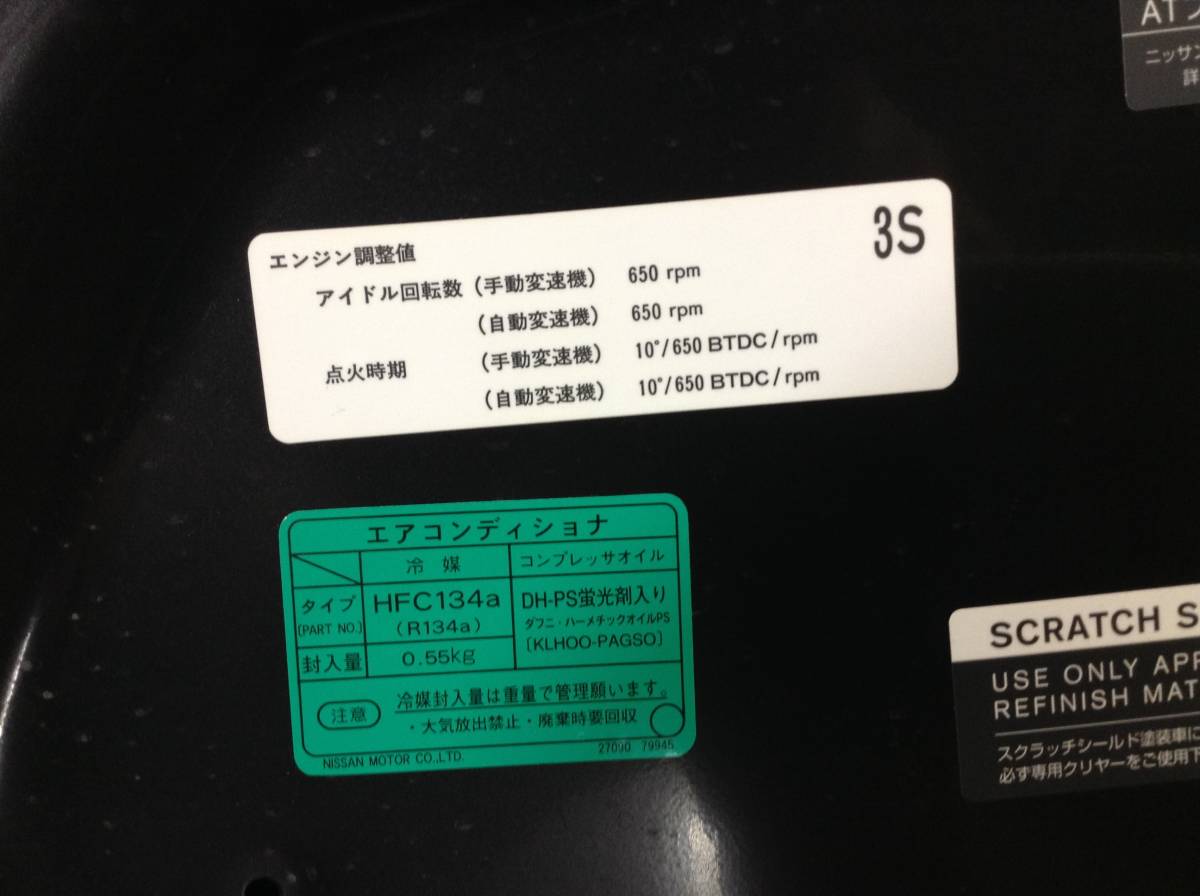 AT
ニッサン
詳
3S
エンジン調整値
アイドル回転数 (手動変速機) 650 rpm
(自動変速機) 650 rpm
点火時期 (手動変速機) 10°/650 BTDC/rpm
(自動変速機) 10°/650 BTDC/rpm
エアコンディショナ
冷 媒 コンプレッサオイル
タイプ HFC134a DH-PS蛍光剤入り
[PART NO.] (R134a) ダフニ・ハーメチックオイルPS
[KLHOO-PAGSO]
封入量 0.55kg
注意 冷媒封入量は重量で管理願います。
・大気放出禁止・廃棄時要回収
NISSAN MOTOR CO.,LTD. 27090 79945
SCRATCH S
USE ONLY APP
REFINISH MAT
スクラッチシールド塗装車に
必ず専用クリヤーをご使用下